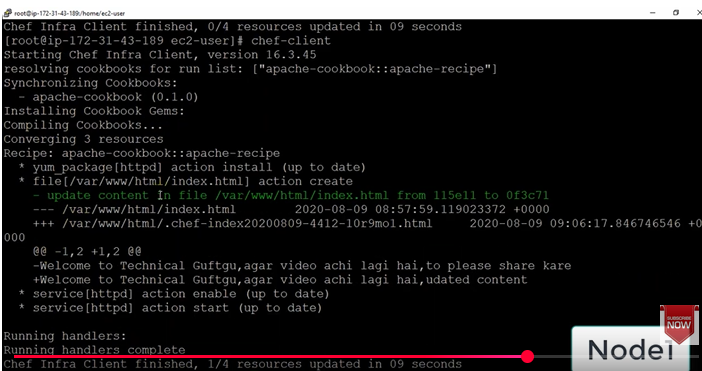 root@ip-172-31-43-189:/home/ec2-user
Chef Infra Client finished, 0/4 resources updated in 09 seconds
[root@ip-172-31-43-189 ec2-user]# chef-client
Starting Chef Infra Client, version 16.3.45
resolving cookbooks for run list: ["apache-cookbook::apache-recipe"]
Synchronizing Cookbooks:
  - apache-cookbook (0.1.0)
Installing Cookbook Gems:
Compiling Cookbooks...
Converging 3 resources
Recipe: apache-cookbook::apache-recipe
  * yum_package[httpd] action install (up to date)
  * file[/var/www/html/index.html] action create
    - update content in file /var/www/html/index.html from 115e11 to 0f3c71
    --- /var/www/html/index.html        2020-08-09 08:57:59.119023372 +0000
    +++ /var/www/html/.chef-index20200809-4412-10r9mo1.html     2020-08-09 09:06:17.846746546 +0
000
    @@ -1,2 +1,2 @@
    -Welcome to Technical Guftgu,agar video achi lagi hai,to please share kare
    +Welcome to Technical Guftgu,agar video achi lagi hai,udated content
  * service[httpd] action enable (up to date)
  * service[httpd] action start (up to date)
Running handlers:
Running handlers complete
Chef Infra Client finished, 1/4 resources updated in 09 seconds
SUBSCRIBE
NOW
Node1